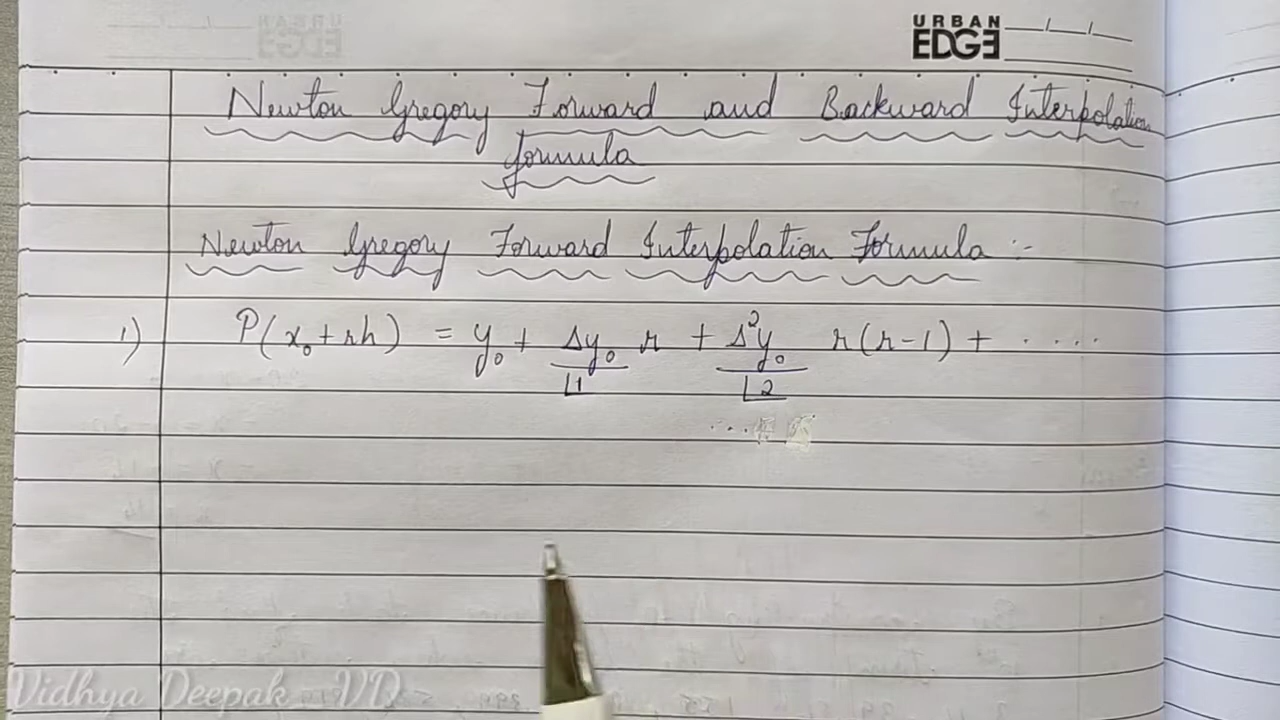 URBAN
EDGE
Newton Gregory Forward and Backward Interpolation
formula
Newton Gregory Forward Interpolation Formula :-
1) P(x₀ + rh) = y₀ + Δy₀/⌊1 r + Δ²y₀/⌊2 r(r-1) + ....
...
Vidhya Deepak VD